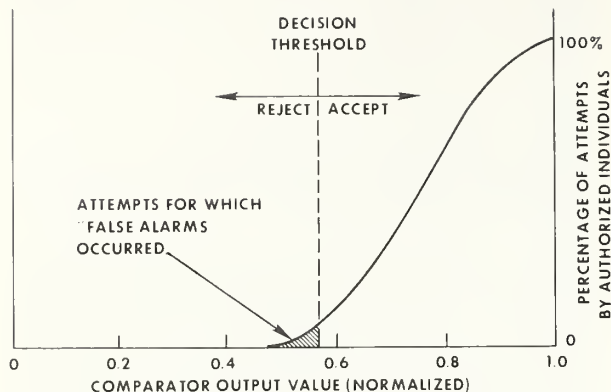 DECISION
THRESHOLD
100%
REJECT ACCEPT
ATTEMPTS FOR WHICH
"FALSE ALARMS
OCCURRED
PERCENTAGE OF ATTEMPTS
BY AUTHORIZED INDIVIDUALS
0
0 0.2 0.4 0.6 0.8 1.0
COMPARATOR OUTPUT VALUE (NORMALIZED)